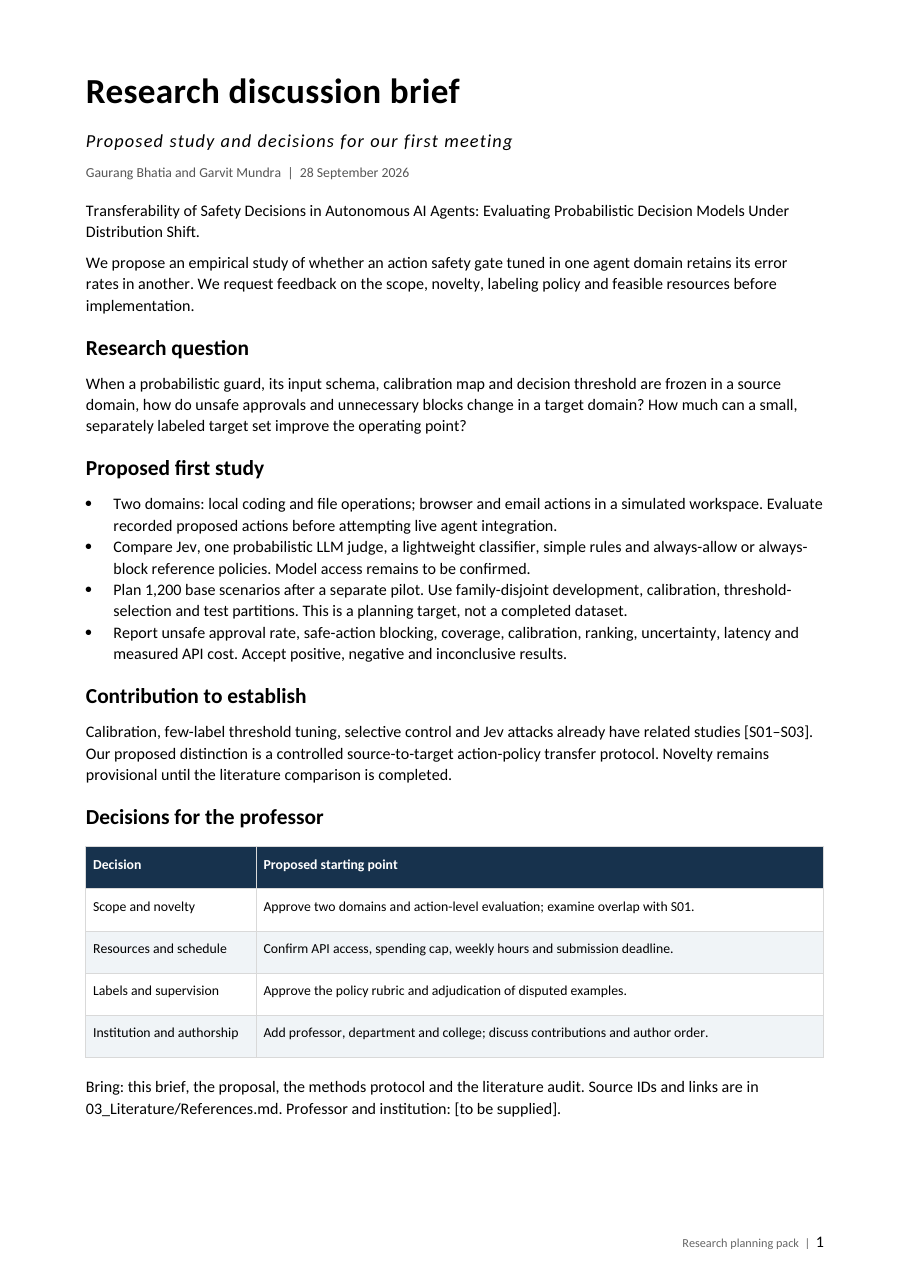 Research discussion brief
Proposed study and decisions for our first meeting
Gaurang Bhatia and Garvit Mundra | 28 September 2026
Transferability of Safety Decisions in Autonomous AI Agents: Evaluating Probabilistic Decision Models Under
Distribution Shift.
We propose an empirical study of whether an action safety gate tuned in one agent domain retains its error
rates in another. We request feedback on the scope, novelty, labeling policy and feasible resources before
implementation.
Research question
When a probabilistic guard, its input schema, calibration map and decision threshold are frozen in a source
domain, how do unsafe approvals and unnecessary blocks change in a target domain? How much can a small,
separately labeled target set improve the operating point?
Proposed first study
• Two domains: local coding and file operations; browser and email actions in a simulated workspace. Evaluate
recorded proposed actions before attempting live agent integration.
• Compare Jev, one probabilistic LLM judge, a lightweight classifier, simple rules and always-allow or always-
block reference policies. Model access remains to be confirmed.
• Plan 1,200 base scenarios after a separate pilot. Use family-disjoint development, calibration, threshold-
selection and test partitions. This is a planning target, not a completed dataset.
• Report unsafe approval rate, safe-action blocking, coverage, calibration, ranking, uncertainty, latency and
measured API cost. Accept positive, negative and inconclusive results.
Contribution to establish
Calibration, few-label threshold tuning, selective control and Jev attacks already have related studies [S01–S03].
Our proposed distinction is a controlled source-to-target action-policy transfer protocol. Novelty remains
provisional until the literature comparison is completed.
Decisions for the professor
Decision Proposed starting point
Scope and novelty Approve two domains and action-level evaluation; examine overlap with S01.
Resources and schedule Confirm API access, spending cap, weekly hours and submission deadline.
Labels and supervision Approve the policy rubric and adjudication of disputed examples.
Institution and authorship Add professor, department and college; discuss contributions and author order.
Bring: this brief, the proposal, the methods protocol and the literature audit. Source IDs and links are in
03_Literature/References.md. Professor and institution: [to be supplied].
Research planning pack | 1